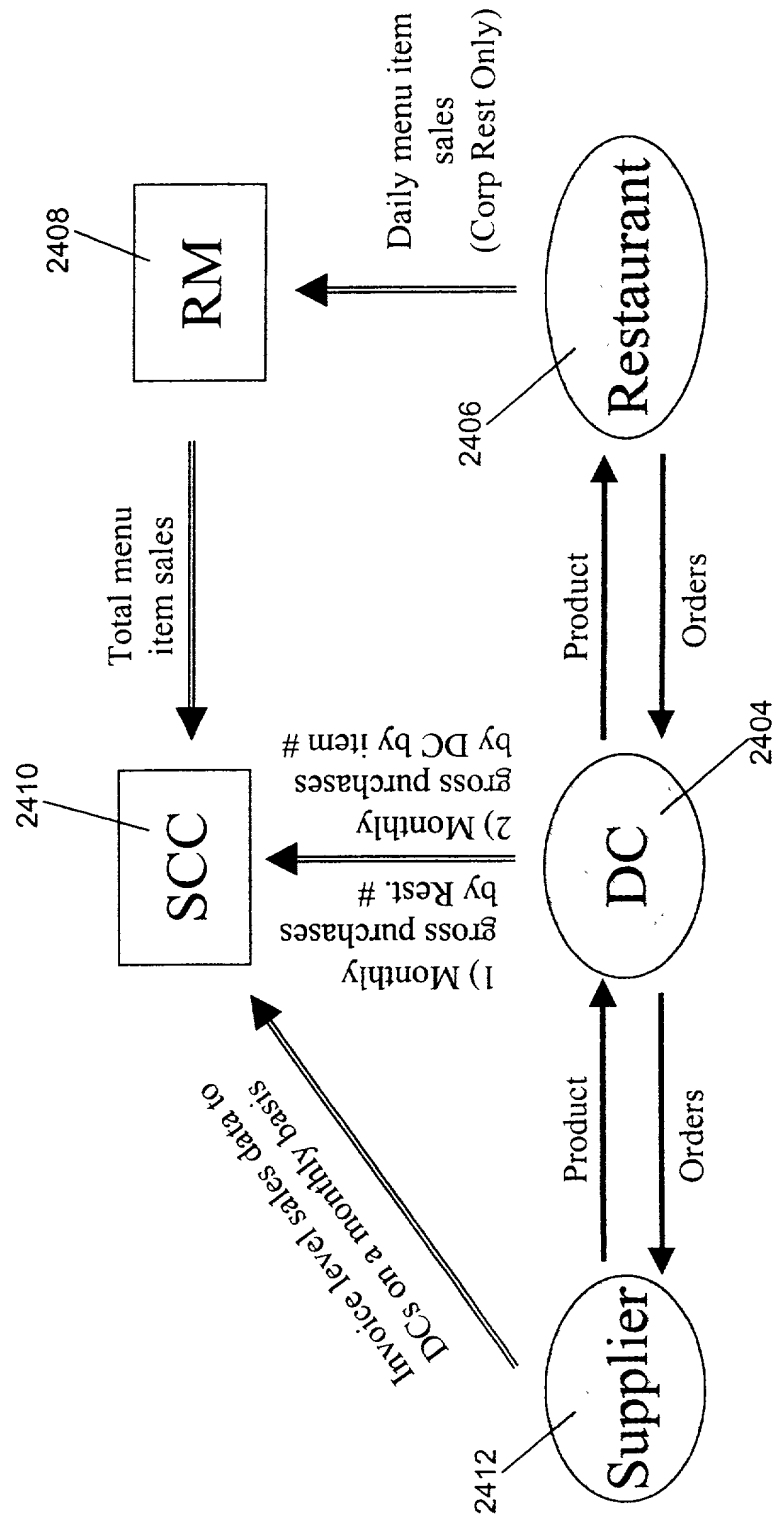 2410
SCC
2408
RM
Total menu
item sales
Daily menu item
sales
(Corp Rest Only)
Invoice level sales data to
DCs on a monthly basis
1) Monthly
gross purchases
by Rest. #
2) Monthly
gross purchases
by DC by item #
2412
Supplier
Product
Orders
DC
2404
Product
Orders
2406
Restaurant